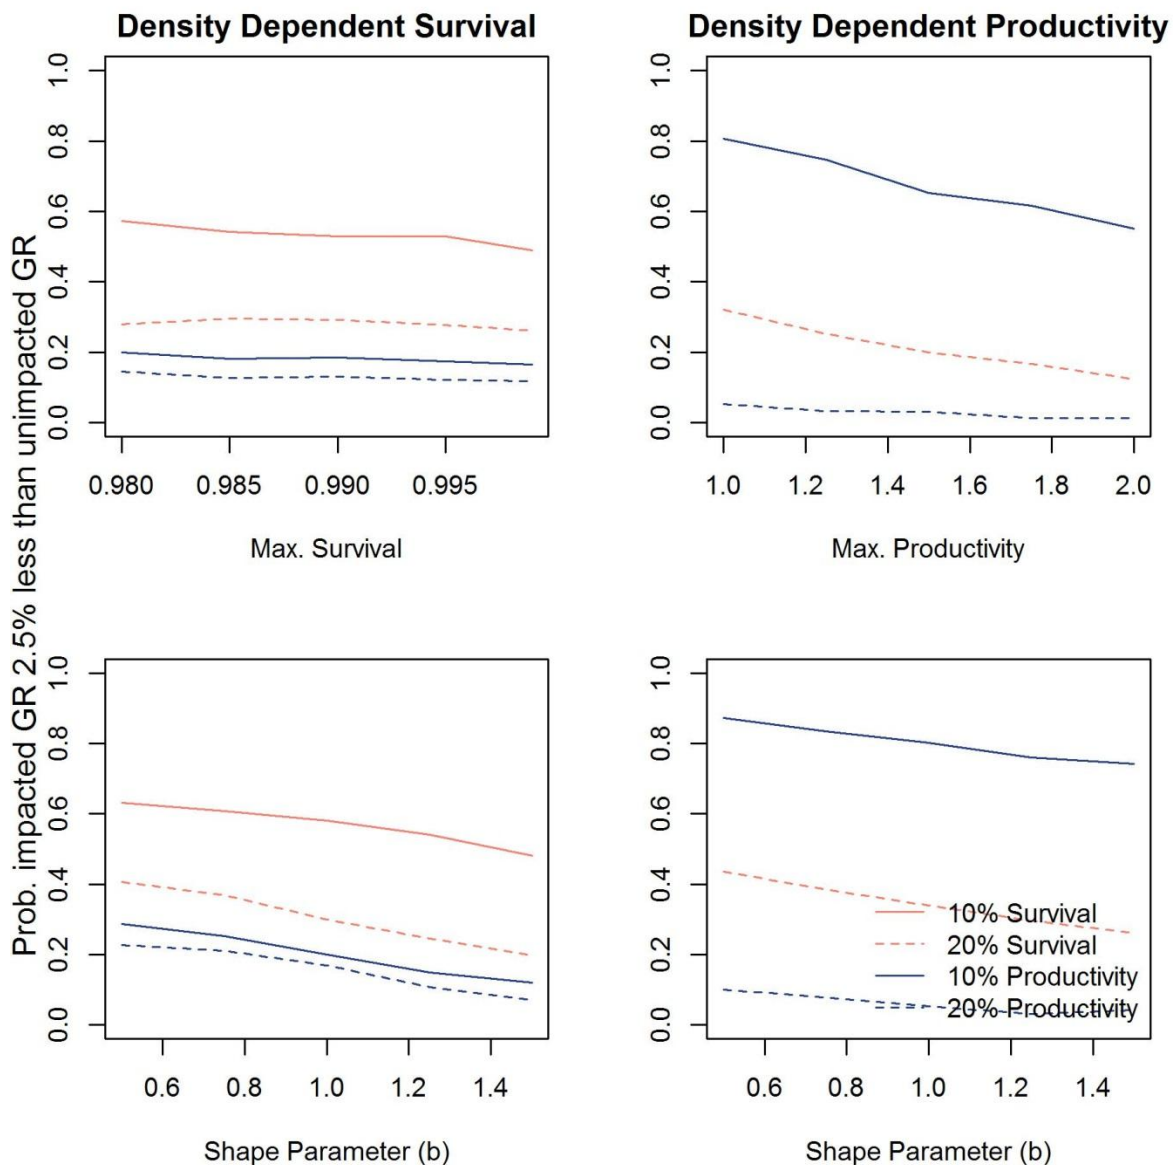 Density Dependent Survival
Density Dependent Productivity
Prob. impacted GR 2.5% less than unimpacted GR
1.0
0.8
0.6
0.4
0.2
0.0
0.980 0.985 0.990 0.995
Max. Survival
1.0
0.8
0.6
0.4
0.2
0.0
1.0 1.2 1.4 1.6 1.8 2.0
Max. Productivity
1.0
0.8
0.6
0.4
0.2
0.0
0.6 0.8 1.0 1.2 1.4
Shape Parameter (b)
1.0
0.8
0.6
0.4
0.2
0.0
10% Survival
20% Survival
10% Productivity
20% Productivity
0.6 0.8 1.0 1.2 1.4
Shape Parameter (b)